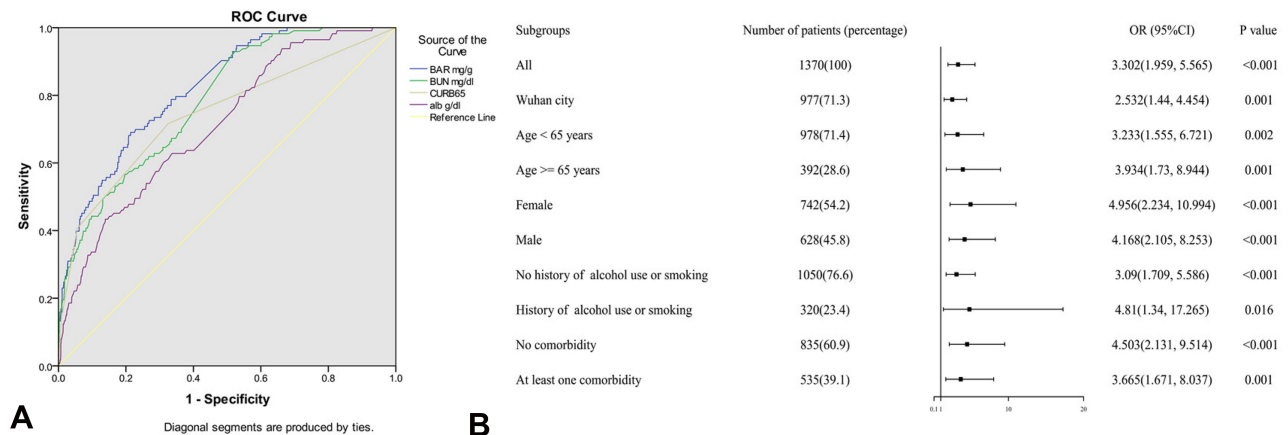 ROC Curve
Source of the
Curve
BAR mg/g
BUN mg/dl
CURB65
alb g/dl
Reference Line
Sensitivity
1.0
0.8
0.6
0.4
0.2
0.0
0.0 0.2 0.4 0.6 0.8 1.0
1 - Specificity
Diagonal segments are produced by ties.
A
Subgroups Number of patients (percentage) OR (95%CI) P value
All 1370(100) 3.302(1.959, 5.565) <0.001
Wuhan city 977(71.3) 2.532(1.44, 4.454) 0.001
Age < 65 years 978(71.4) 3.233(1.555, 6.721) 0.002
Age >= 65 years 392(28.6) 3.934(1.73, 8.944) 0.001
Female 742(54.2) 4.956(2.234, 10.994) <0.001
Male 628(45.8) 4.168(2.105, 8.253) <0.001
No history of alcohol use or smoking 1050(76.6) 3.09(1.709, 5.586) <0.001
History of alcohol use or smoking 320(23.4) 4.81(1.34, 17.265) 0.016
No comorbidity 835(60.9) 4.503(2.131, 9.514) <0.001
At least one comorbidity 535(39.1) 3.665(1.671, 8.037) 0.001
0.1 1 10 20
B